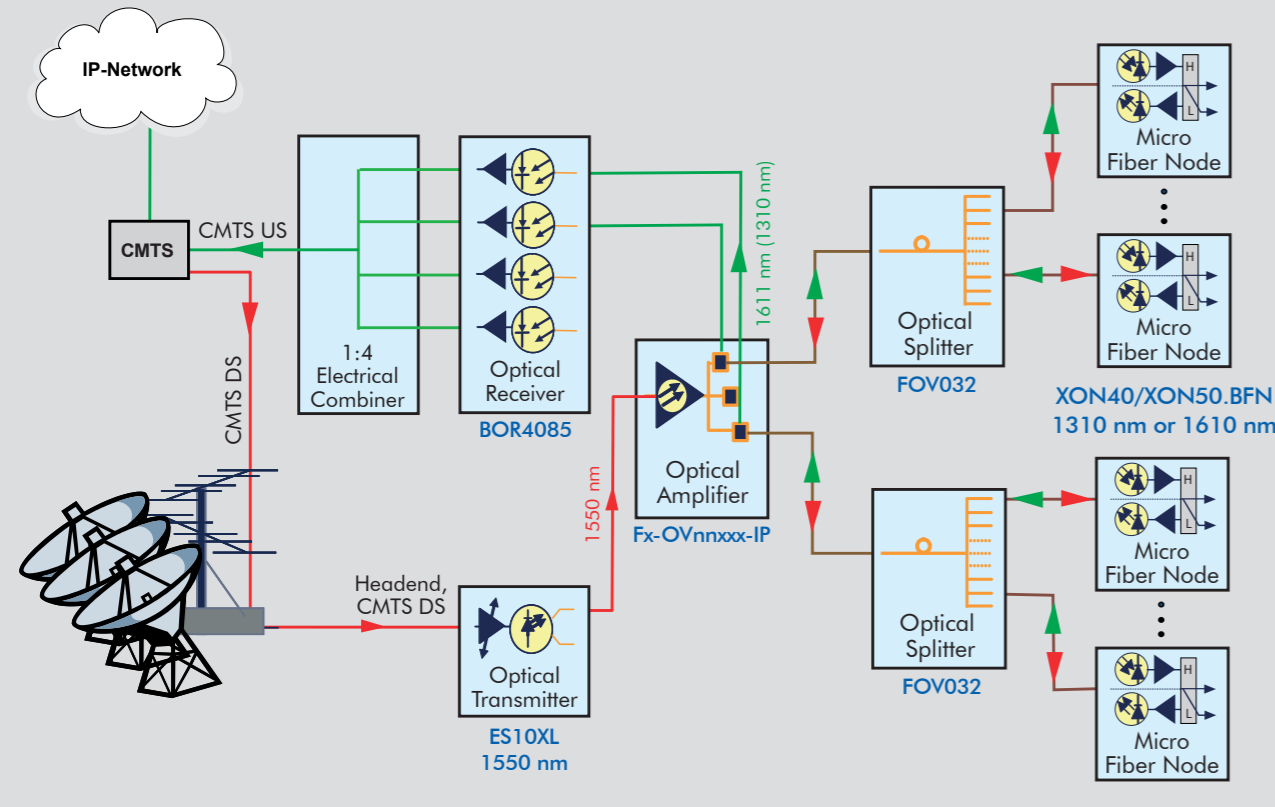 IP-Network
CMTS
CMTS US
CMTS DS
1:4
Electrical
Combiner
Optical
Receiver
BOR4085
1611 nm (1310 nm)
1550 nm
Optical
Amplifier
Fx-OVnnxxx-IP
Headend,
CMTS DS
Optical
Transmitter
ES10XL
1550 nm
Optical
Splitter
FOV032
Optical
Splitter
FOV032
H
L
Micro
Fiber Node
H
L
Micro
Fiber Node
XON40/XON50.BFN
1310 nm or 1610 nm
H
L
Micro
Fiber Node
H
L
Micro
Fiber Node